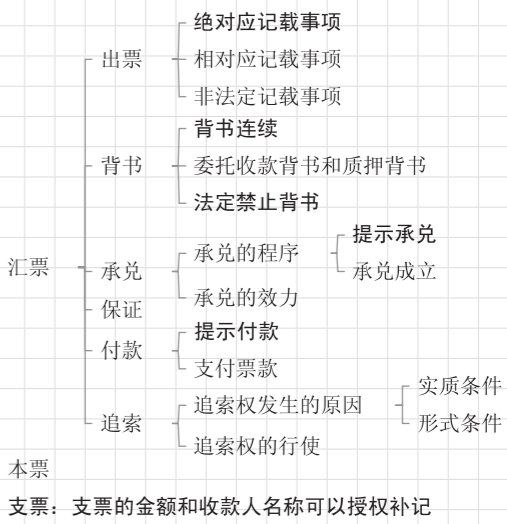 绝对应记载事项
出票
相对应记载事项
非法定记载事项
背书连续
背书
委托收款背书和质押背书
法定禁止背书
提示承兑
承兑的程序
汇票
承兑
承兑成立
承兑的效力
保证
提示付款
付款
支付票款
实质条件
追索权发生的原因
追索
形式条件
追索权的行使
本票
支票：支票的金额和收款人名称可以授权补记